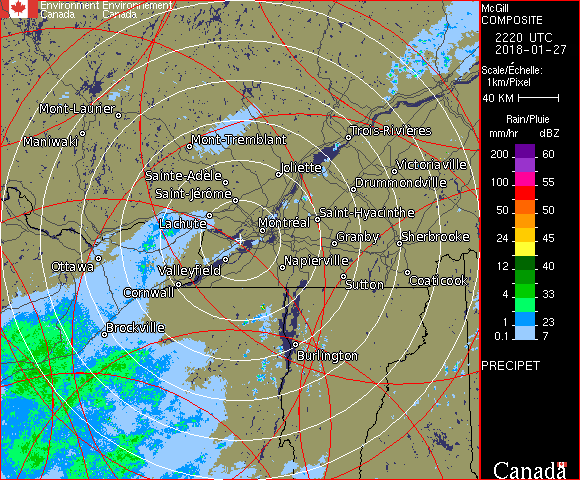 Environment Environnement
Canada Canada
McGill
COMPOSITE
2220 UTC
2018-01-27
Scale/Échelle:
1km/Pixel
40 KM
Rain/Pluie
mm/hr dBZ
200 60
100 55
50 50
24 45
12 40
4 33
1 23
0.1 7
PRECIPET
Canada
Mont-Laurier
Maniwaki
Mont-Tremblant
Trois-Rivières
Sainte-Adèle
Joliette
Victoriaville
Saint-Jérôme
Drummondville
Lachute
Montréal
Saint-Hyacinthe
Granby
Sherbrooke
Ottawa
Valleyfield
Napierville
Cornwall
Sutton
Coaticook
Brockville
Burlington